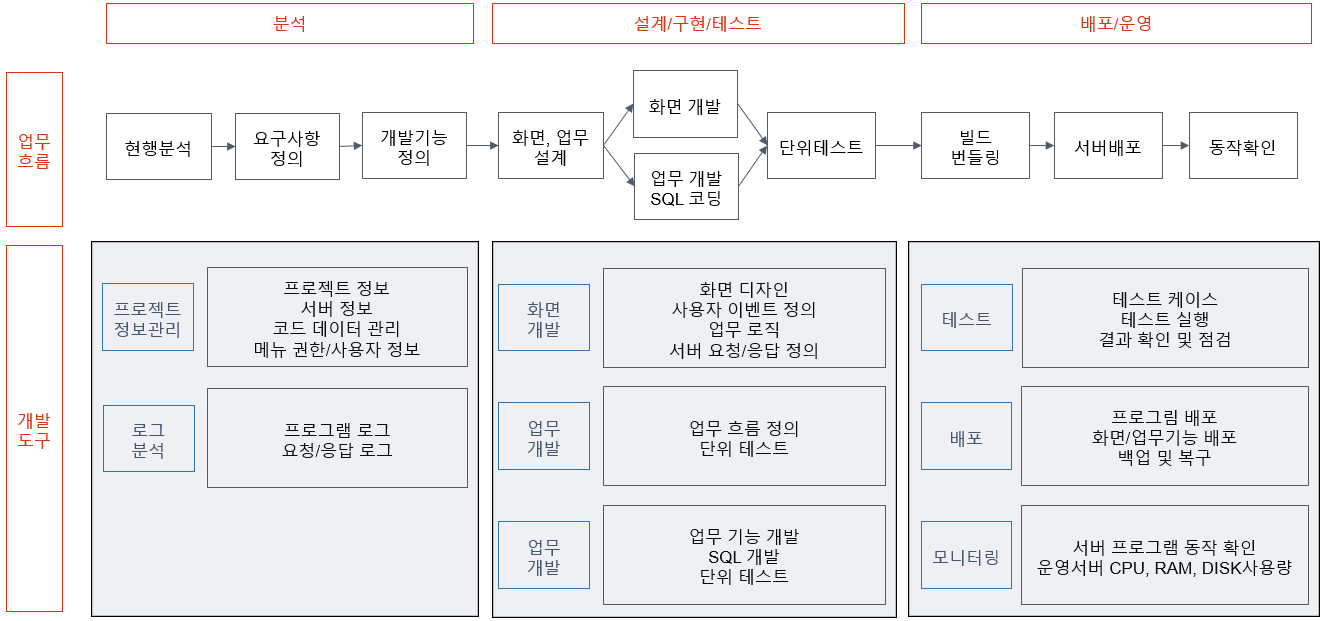 분석
설계/구현/테스트
배포/운영
업무
흐름
현행분석
요구사항
정의
개발기능
정의
화면, 업무
설계
화면 개발
업무 개발
SQL 코딩
단위테스트
빌드
번들링
서버배포
동작확인
개발
도구
프로젝트
정보관리
프로젝트 정보
서버 정보
코드 데이터 관리
메뉴 권한/사용자 정보
로그
분석
프로그램 로그
요청/응답 로그
화면
개발
화면 디자인
사용자 이벤트 정의
업무 로직
서버 요청/응답 정의
업무
개발
업무 흐름 정의
단위 테스트
업무
개발
업무 기능 개발
SQL 개발
단위 테스트
테스트
테스트 케이스
테스트 실행
결과 확인 및 점검
배포
프로그림 배포
화면/업무기능 배포
백업 및 복구
모니터링
서버 프로그램 동작 확인
운영서버 CPU, RAM, DISK사용량